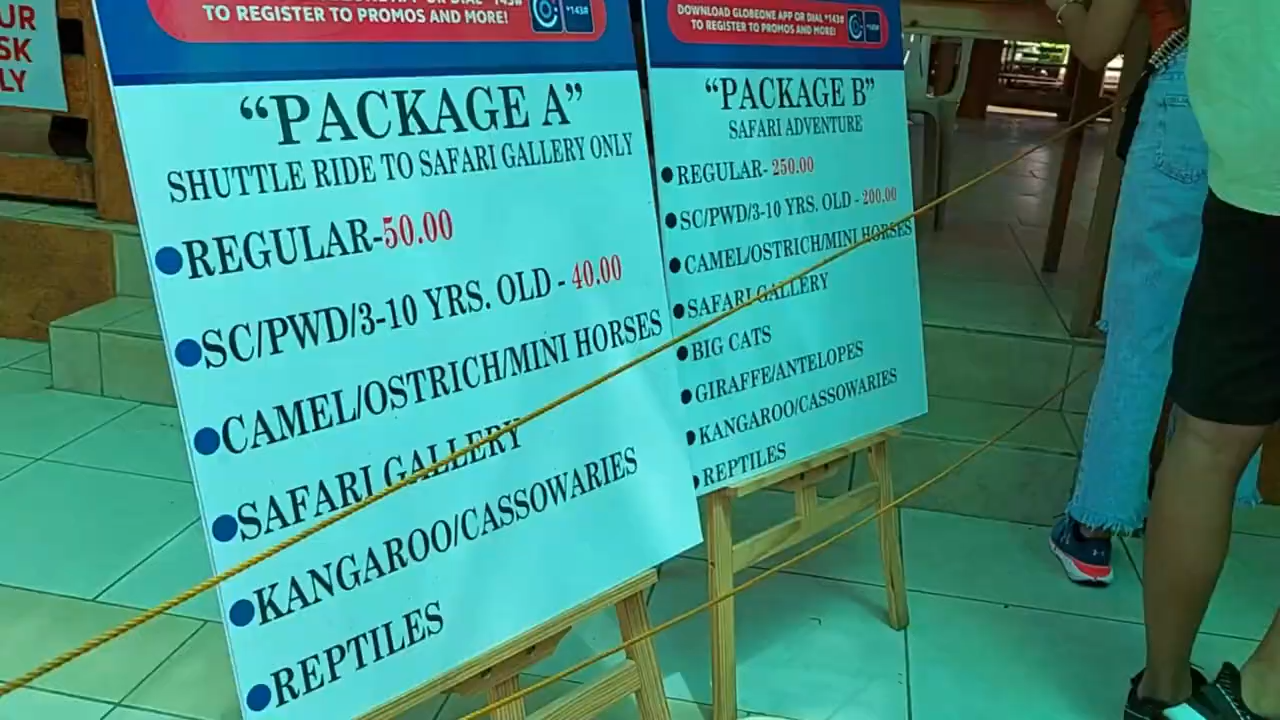 UR
SK
LY
TO REGISTER TO PROMOS AND MORE!
*143#
"PACKAGE A"
SHUTTLE RIDE TO SAFARI GALLERY ONLY
REGULAR-50.00
SC/PWD/3-10 YRS. OLD - 40.00
CAMEL/OSTRICH/MINI HORSES
SAFARI GALLERY
KANGAROO/CASSOWARIES
REPTILES
DOWNLOAD GLOBEONE APP OR DIAL *143#
TO REGISTER TO PROMOS AND MORE!
"PACKAGE B"
SAFARI ADVENTURE
REGULAR- 250.00
SC/PWD/3-10 YRS. OLD - 200.00
CAMEL/OSTRICH/MINI HORSES
SAFARI GALLERY
BIG CATS
GIRAFFE/ANTELOPES
KANGAROO/CASSOWARIES
REPTILES